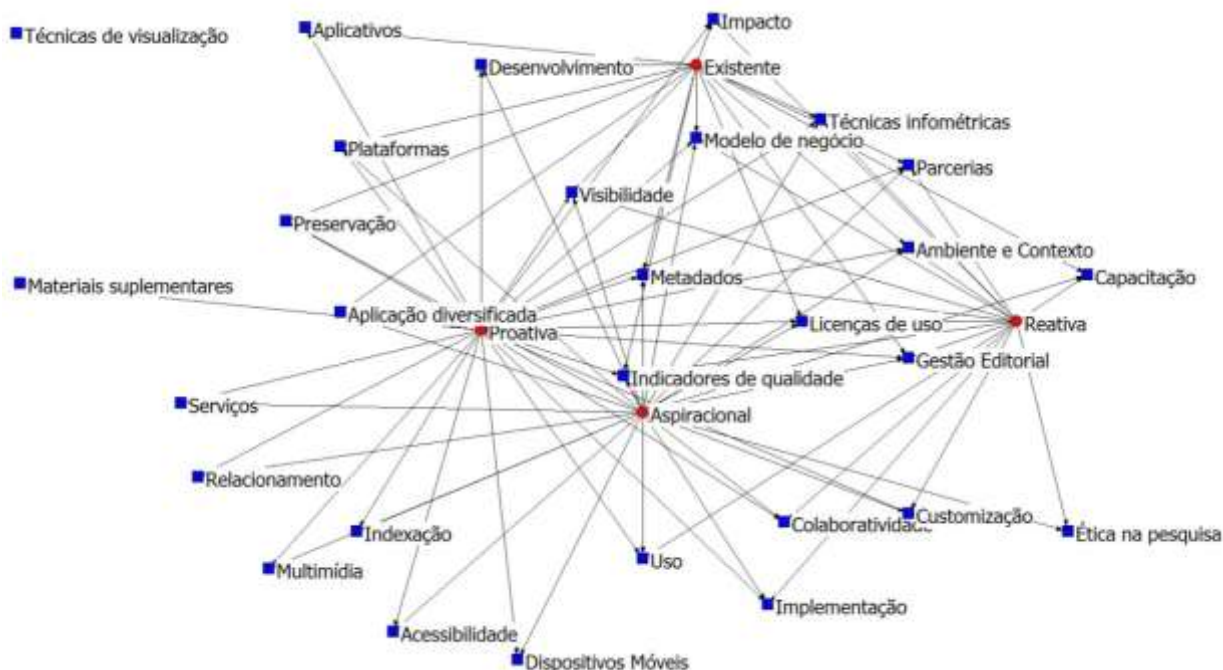 Impacto
Aplicativos
Técnicas de visualização
Desenvolvimento
Existente
Técnicas infométricas
Modelo de negócio
Plataformas
Parcerias
Visibilidade
Preservação
Ambiente e Contexto
Metadados
Capacitação
Materiais suplementares
Aplicação diversificada
Licenças de uso
Reativa
Proativa
Gestão Editorial
Indicadores de qualidade
Serviços
Aspiracional
Relacionamento
Customização
Colaboratividade
Indexação
Ética na pesquisa
Uso
Multimídia
Implementação
Acessibilidade
Dispositivos Móveis